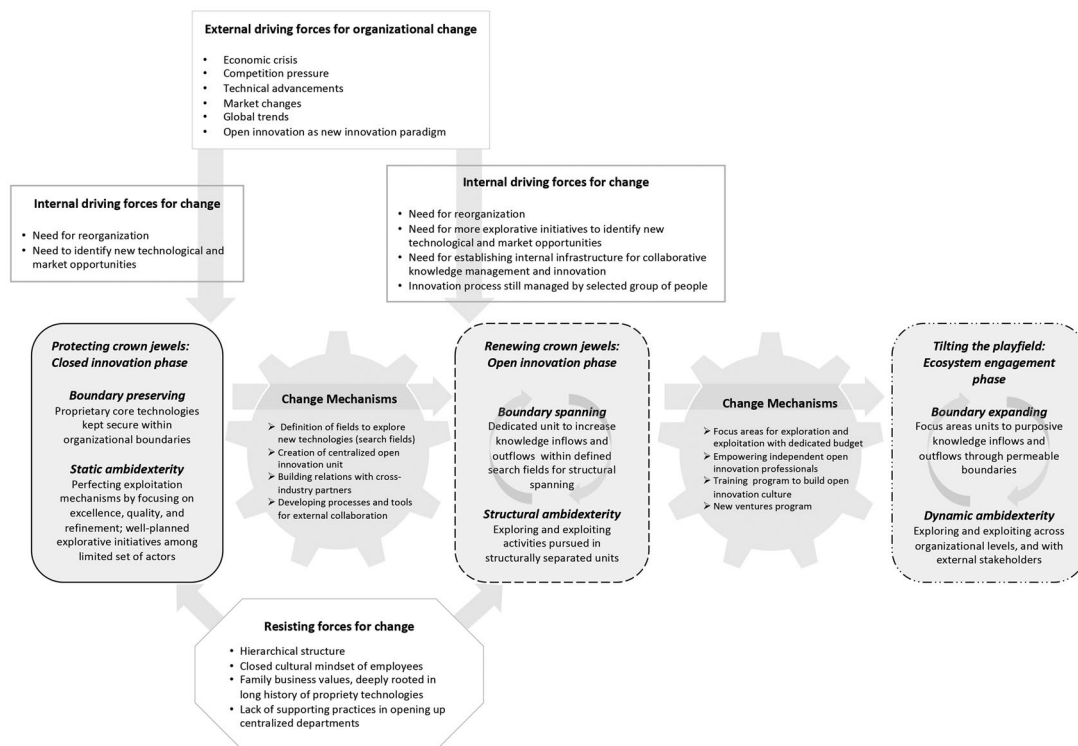 External driving forces for organizational change
• Economic crisis
• Competition pressure
• Technical advancements
• Market changes
• Global trends
• Open innovation as new innovation paradigm
Internal driving forces for change
• Need for reorganization
• Need to identify new technological and
market opportunities
Internal driving forces for change
• Need for reorganization
• Need for more explorative initiatives to identify new
technological and market opportunities
• Need for establishing internal infrastructure for collaborative
knowledge management and innovation
• Innovation process still managed by selected group of people
Protecting crown jewels:
Closed innovation phase
Boundary preserving
Proprietary core technologies
kept secure within
organizational boundaries
Static ambidexterity
Perfecting exploitation
mechanisms by focusing on
excellence, quality, and
refinement; well-planned
explorative initiatives among
limited set of actors
Change Mechanisms
➢ Definition of fields to explore
new technologies (search fields)
➢ Creation of centralized open
innovation unit
➢ Building relations with cross-
industry partners
➢ Developing processes and tools
for external collaboration
Renewing crown jewels:
Open innovation phase
Boundary spanning
Dedicated unit to increase
knowledge inflows and
outflows within defined
search fields for structural
spanning
Structural ambidexterity
Exploring and exploiting
activities pursued in
structurally separated units
Change Mechanisms
➢ Focus areas for exploration and
exploitation with dedicated budget
➢ Empowering independent open
innovation professionals
➢ Training program to build open
innovation culture
➢ New ventures program
Tilting the playfield:
Ecosystem engagement
phase
Boundary expanding
Focus areas units to purposive
knowledge inflows and
outflows through permeable
boundaries
Dynamic ambidexterity
Exploring and exploiting across
organizational levels, and with
external stakeholders
Resisting forces for change
• Hierarchical structure
• Closed cultural mindset of employees
• Family business values, deeply rooted in
long history of propriety technologies
• Lack of supporting practices in opening up
centralized departments